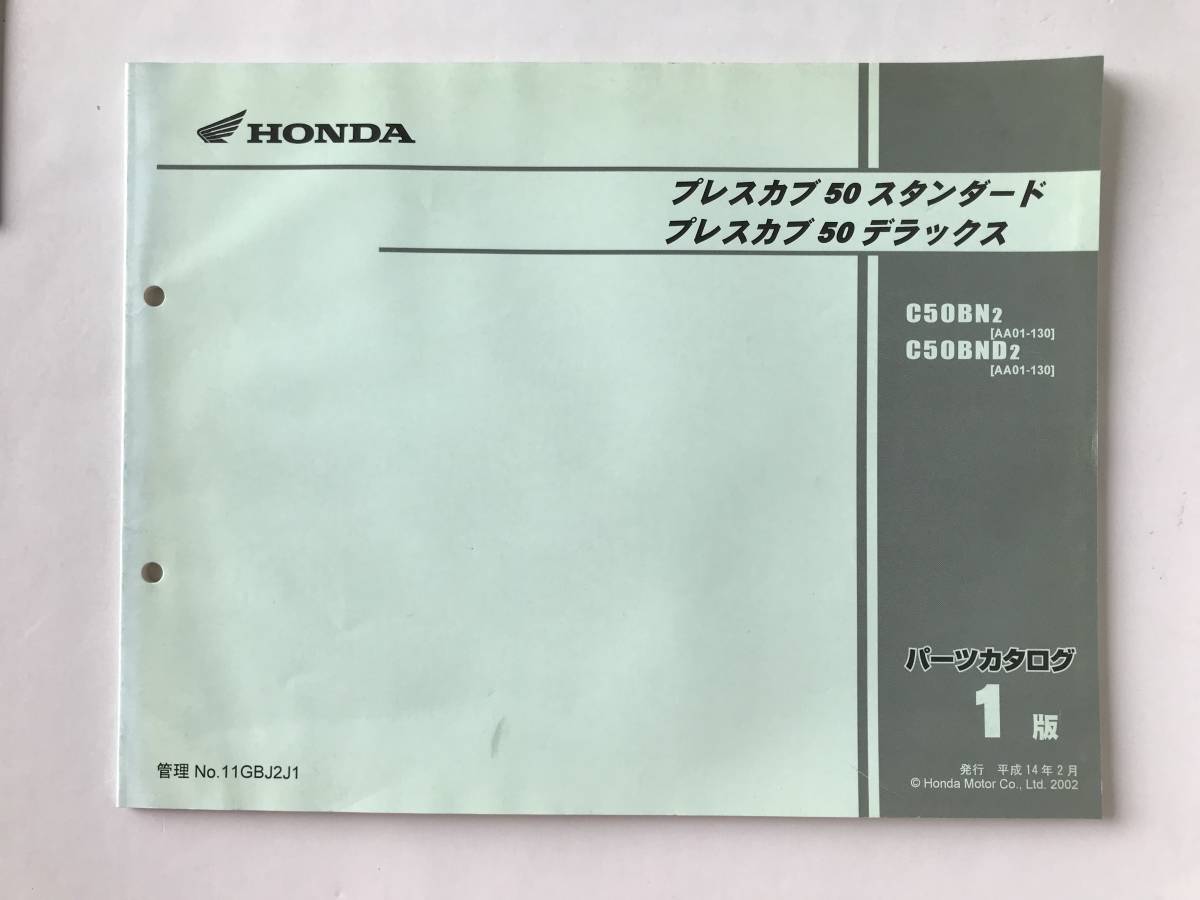 HONDA
プレスカブ 50 スタンダード
プレスカブ 50 デラックス
C50BN2
[AA01-130]
C50BND2
[AA01-130]
パーツカタログ
1 版
管理 No.11GBJ2J1
発行 平成 14 年 2 月
© Honda Motor Co., Ltd. 2002